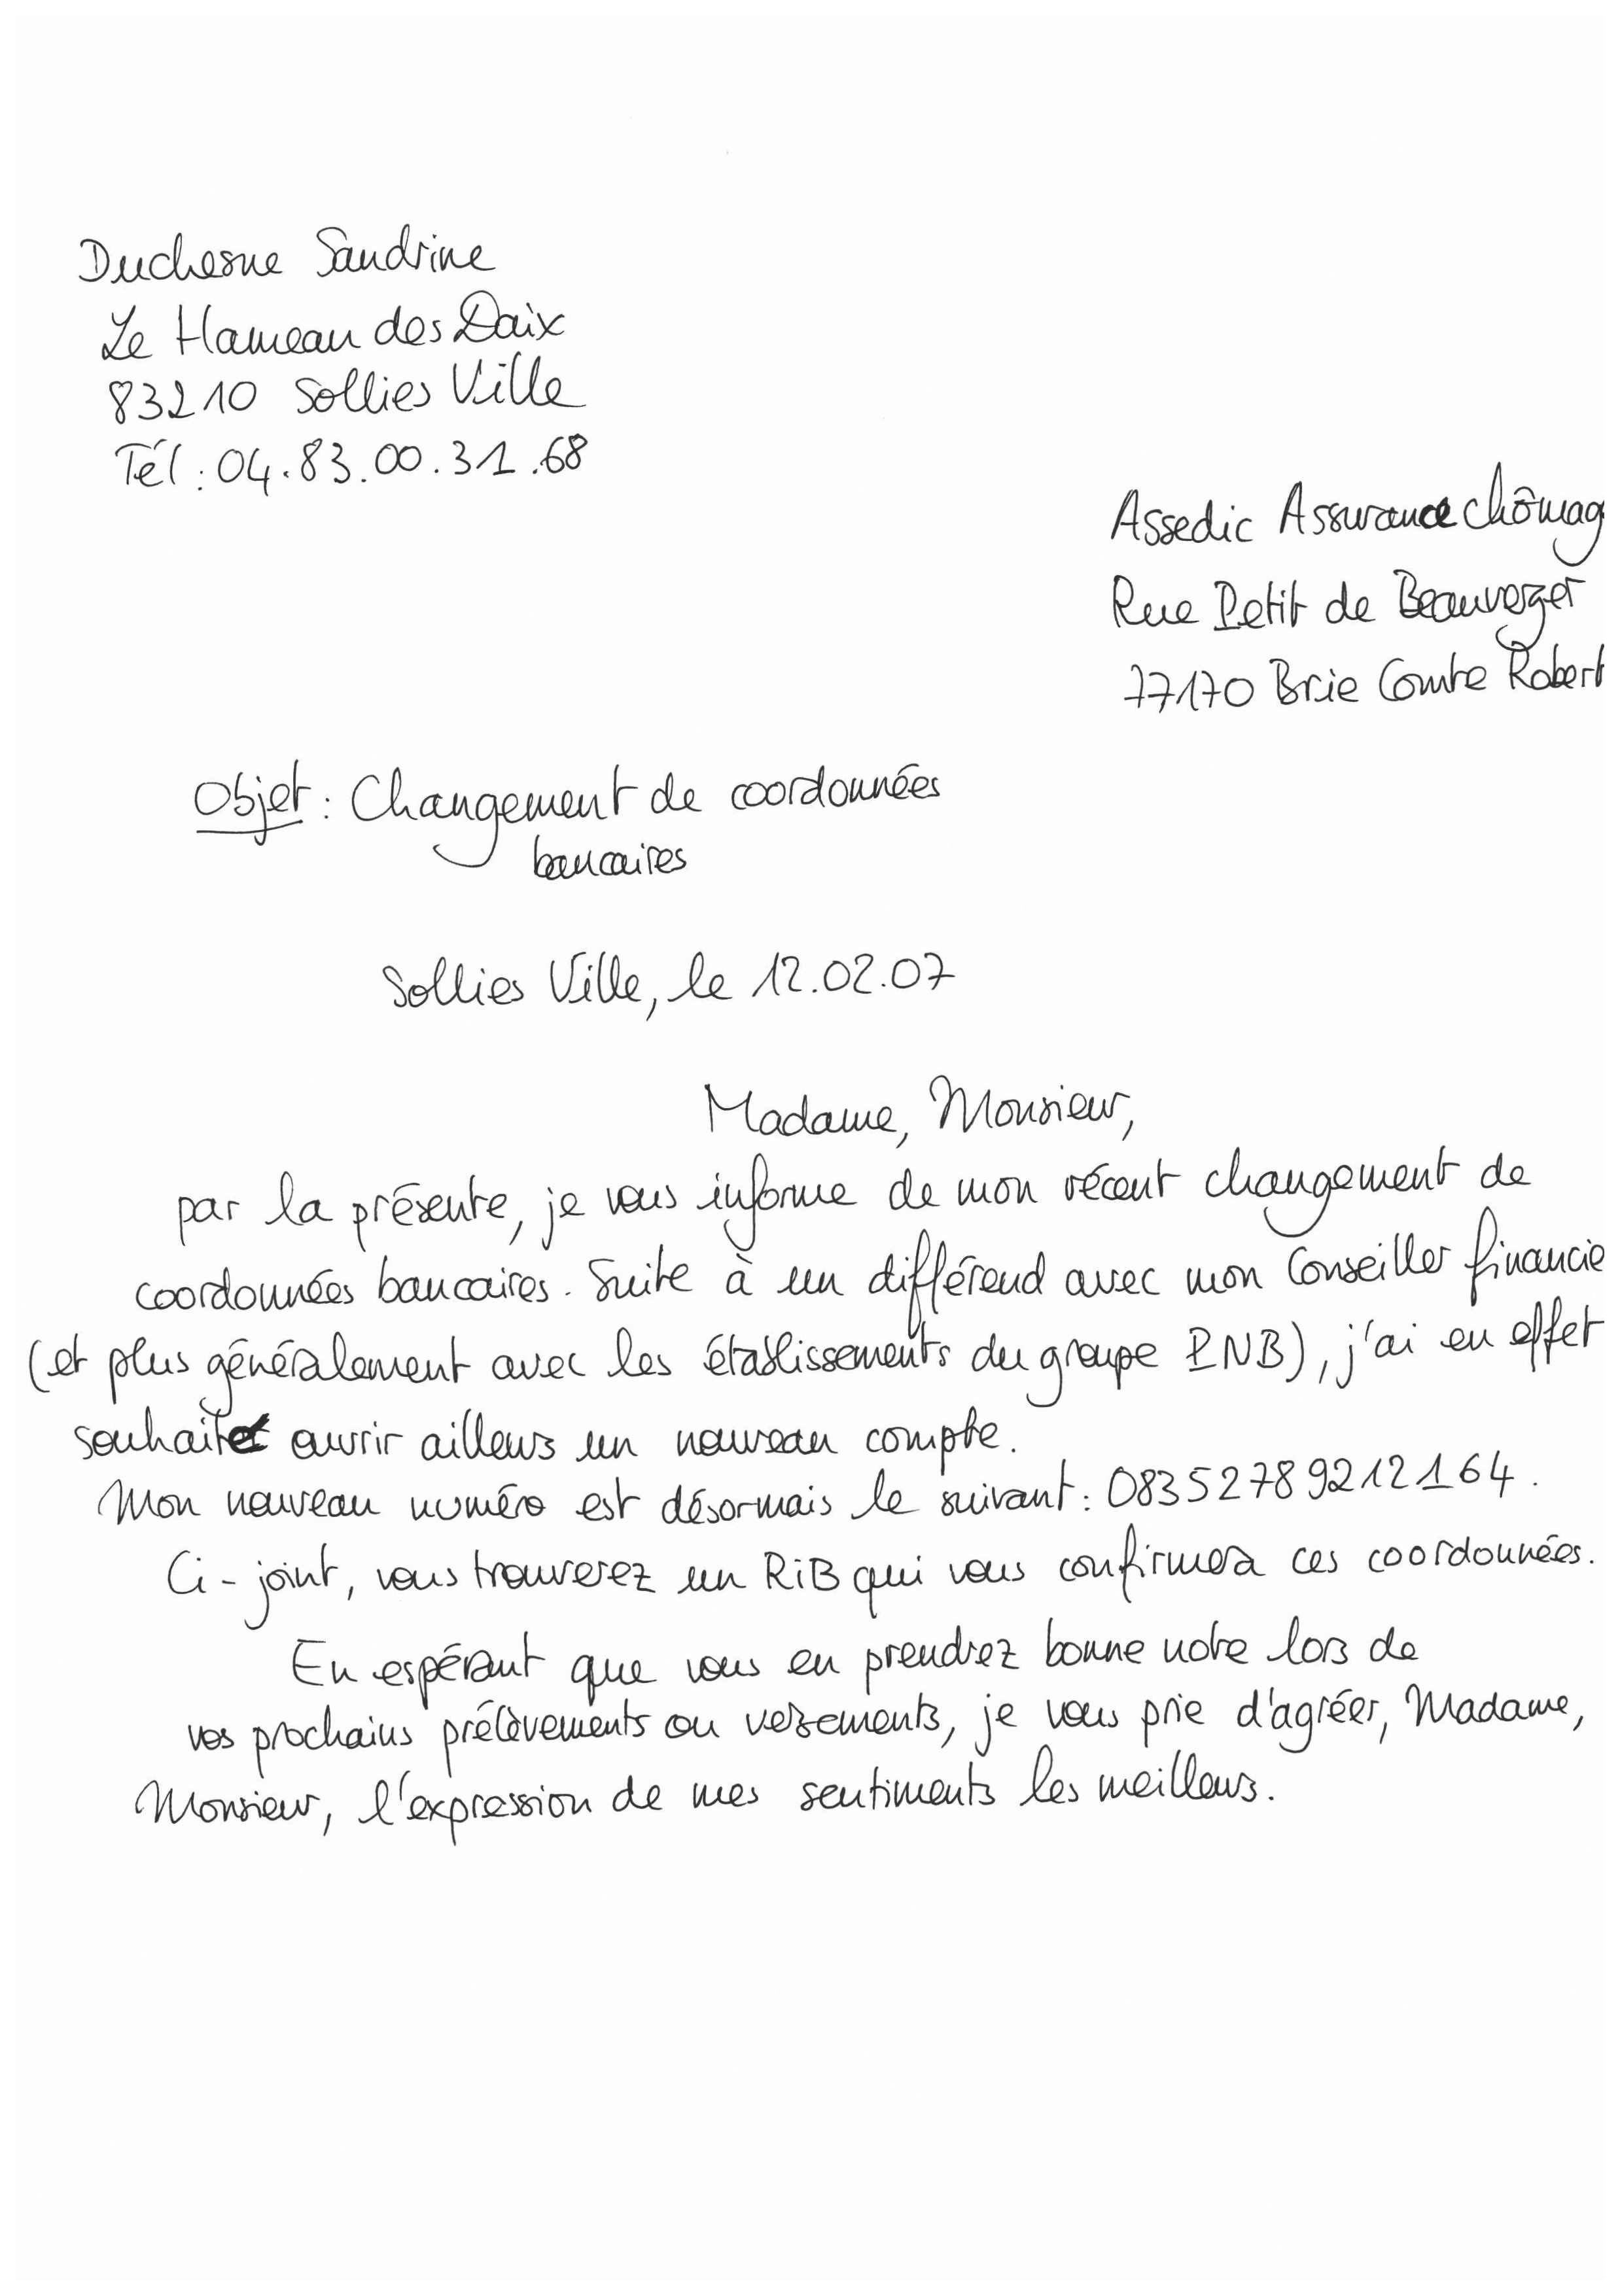 Duchesne Sandrine
Le Hameau des Daix
83210 Sollies Ville
Tél : 04.83.00.31.68
Assedic Assurance Chômag
Rue Petit de Beauverger
77170 Brie Comte Robert
Objet : Changement de coordonnées
bancaires
Sollies Ville, le 12.02.07
Madame, Monsieur,
par la présente, je vous informe de mon récent changement de
coordonnées bancaires. Suite à un différend avec mon Conseiller financie
(et plus généralement avec les établissements du groupe PNB), j'ai en effet
souhaité ouvrir ailleurs un nouveau compte.
Mon nouveau numéro est désormais le suivant : 08352789212164.
Ci-joint, vous trouverez un RiB qui vous confirmera ces coordonnées.
En espérant que vous en prendrez bonne note lors de
vos prochains prélèvements ou versements, je vous prie d'agréer, Madame,
Monsieur, l'expression de mes sentiments les meilleurs.